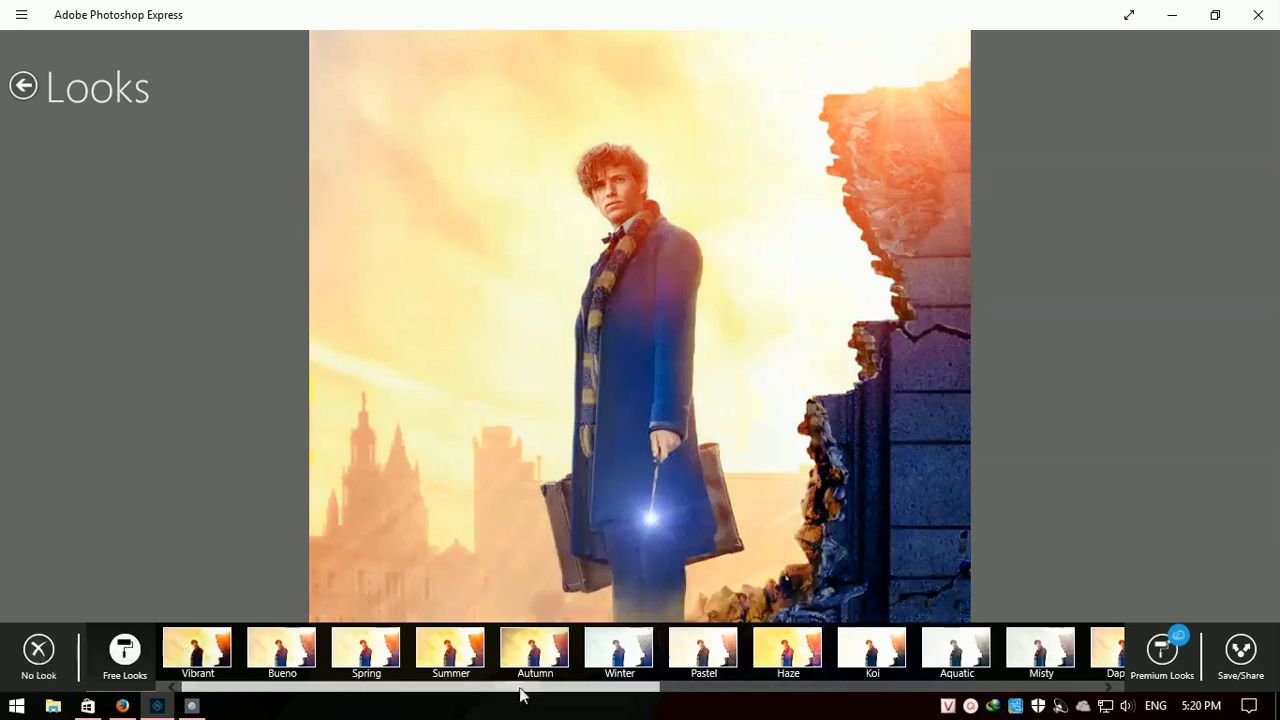 Adobe Photoshop Express
Looks
No Look
Free Looks
Vibrant
Bueno
Spring
Summer
Autumn
Winter
Pastel
Haze
Koi
Aquatic
Misty
Dap
Premium Looks
Save/Share
ENG
5:20 PM